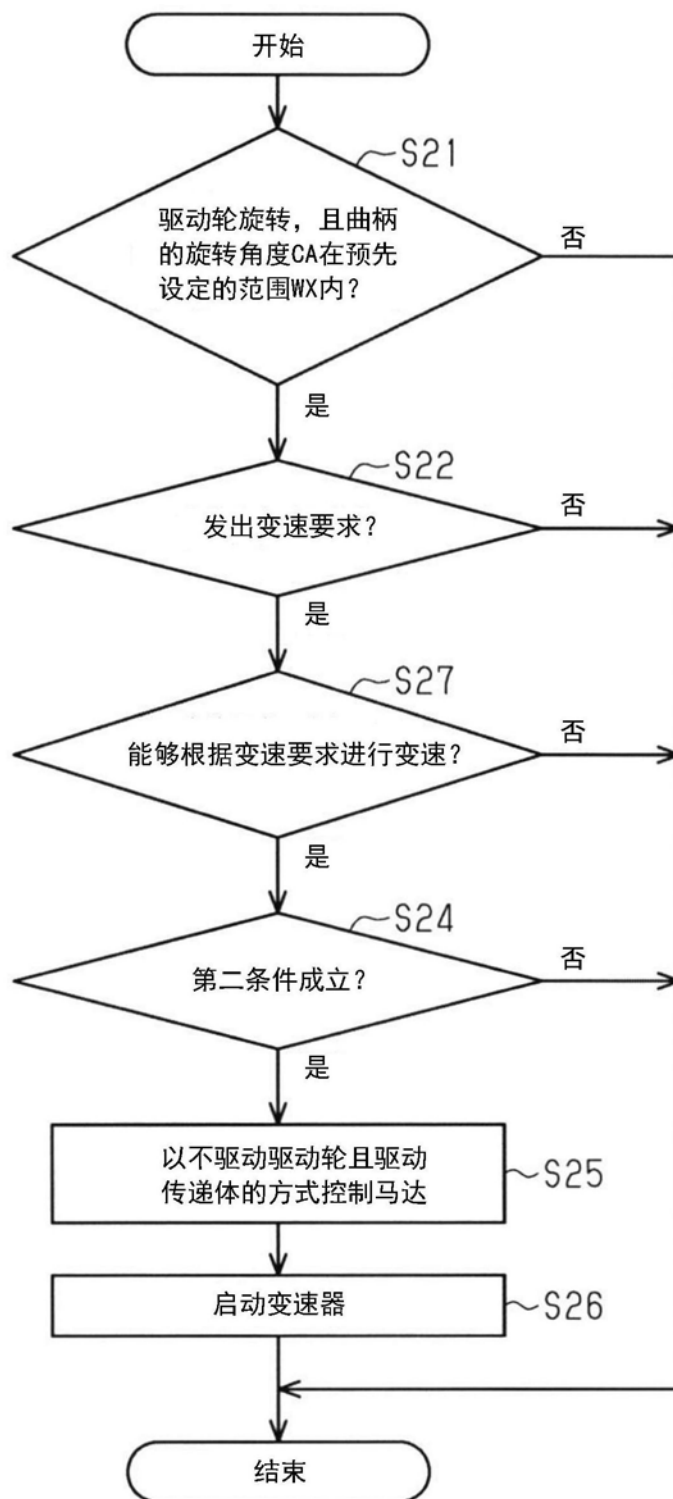 开始
S21
驱动轮旋转，且曲柄
的旋转角度CA在预先
设定的范围WX内？
否
是
S22
发出变速要求？
否
是
S27
能够根据变速要求进行变速？
否
是
S24
第二条件成立？
否
是
以不驱动驱动轮且驱动
传递体的方式控制马达
S25
启动变速器
S26
结束